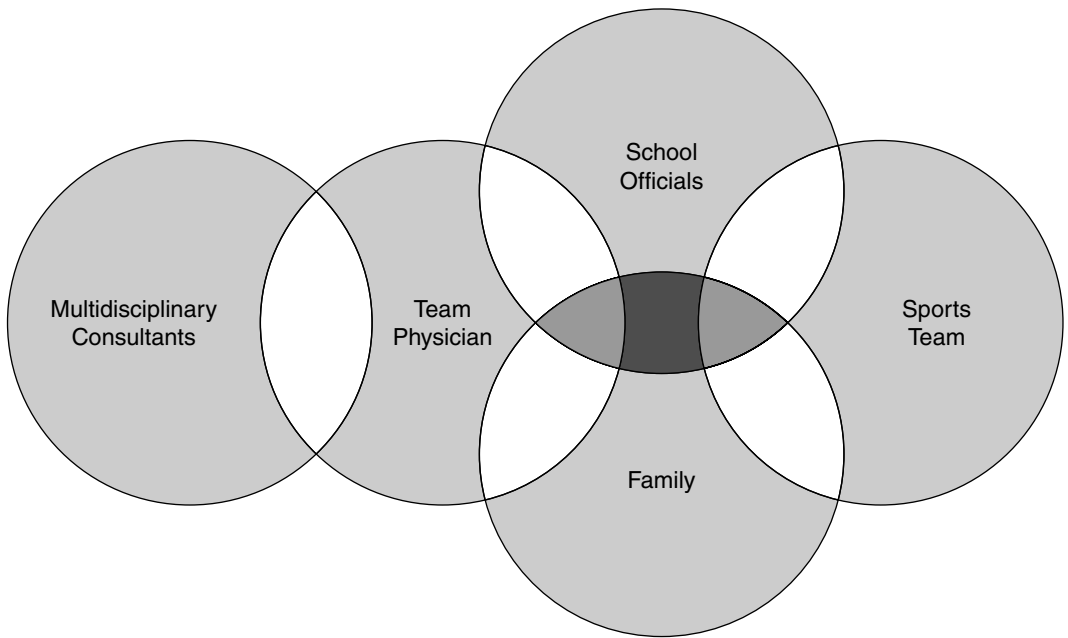 School
Officials
Multidisciplinary
Consultants
Team
Physician
Sports
Team
Family